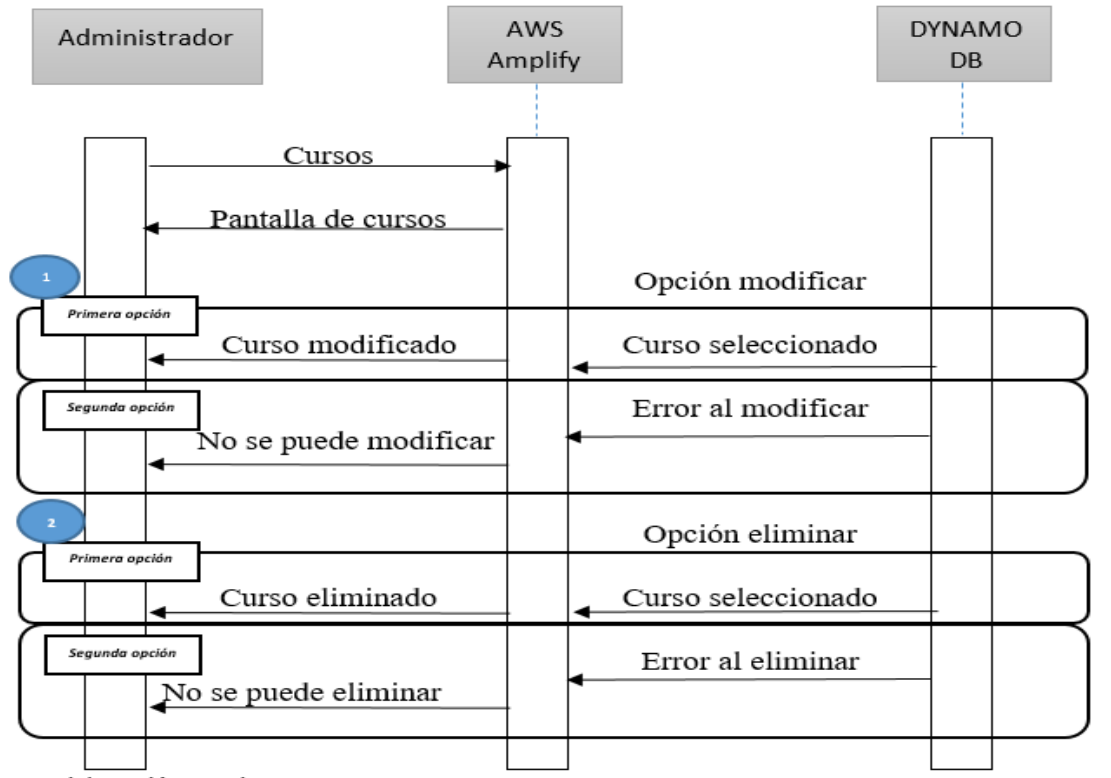 Administrador
AWS
Amplify
DYNAMO
DB
Cursos
Pantalla de cursos
1
Opción modificar
Primera opción
Curso modificado
Curso seleccionado
Segunda opción
Error al modificar
No se puede modificar
2
Opción eliminar
Primera opción
Curso eliminado
Curso seleccionado
Segunda opción
Error al eliminar
No se puede eliminar